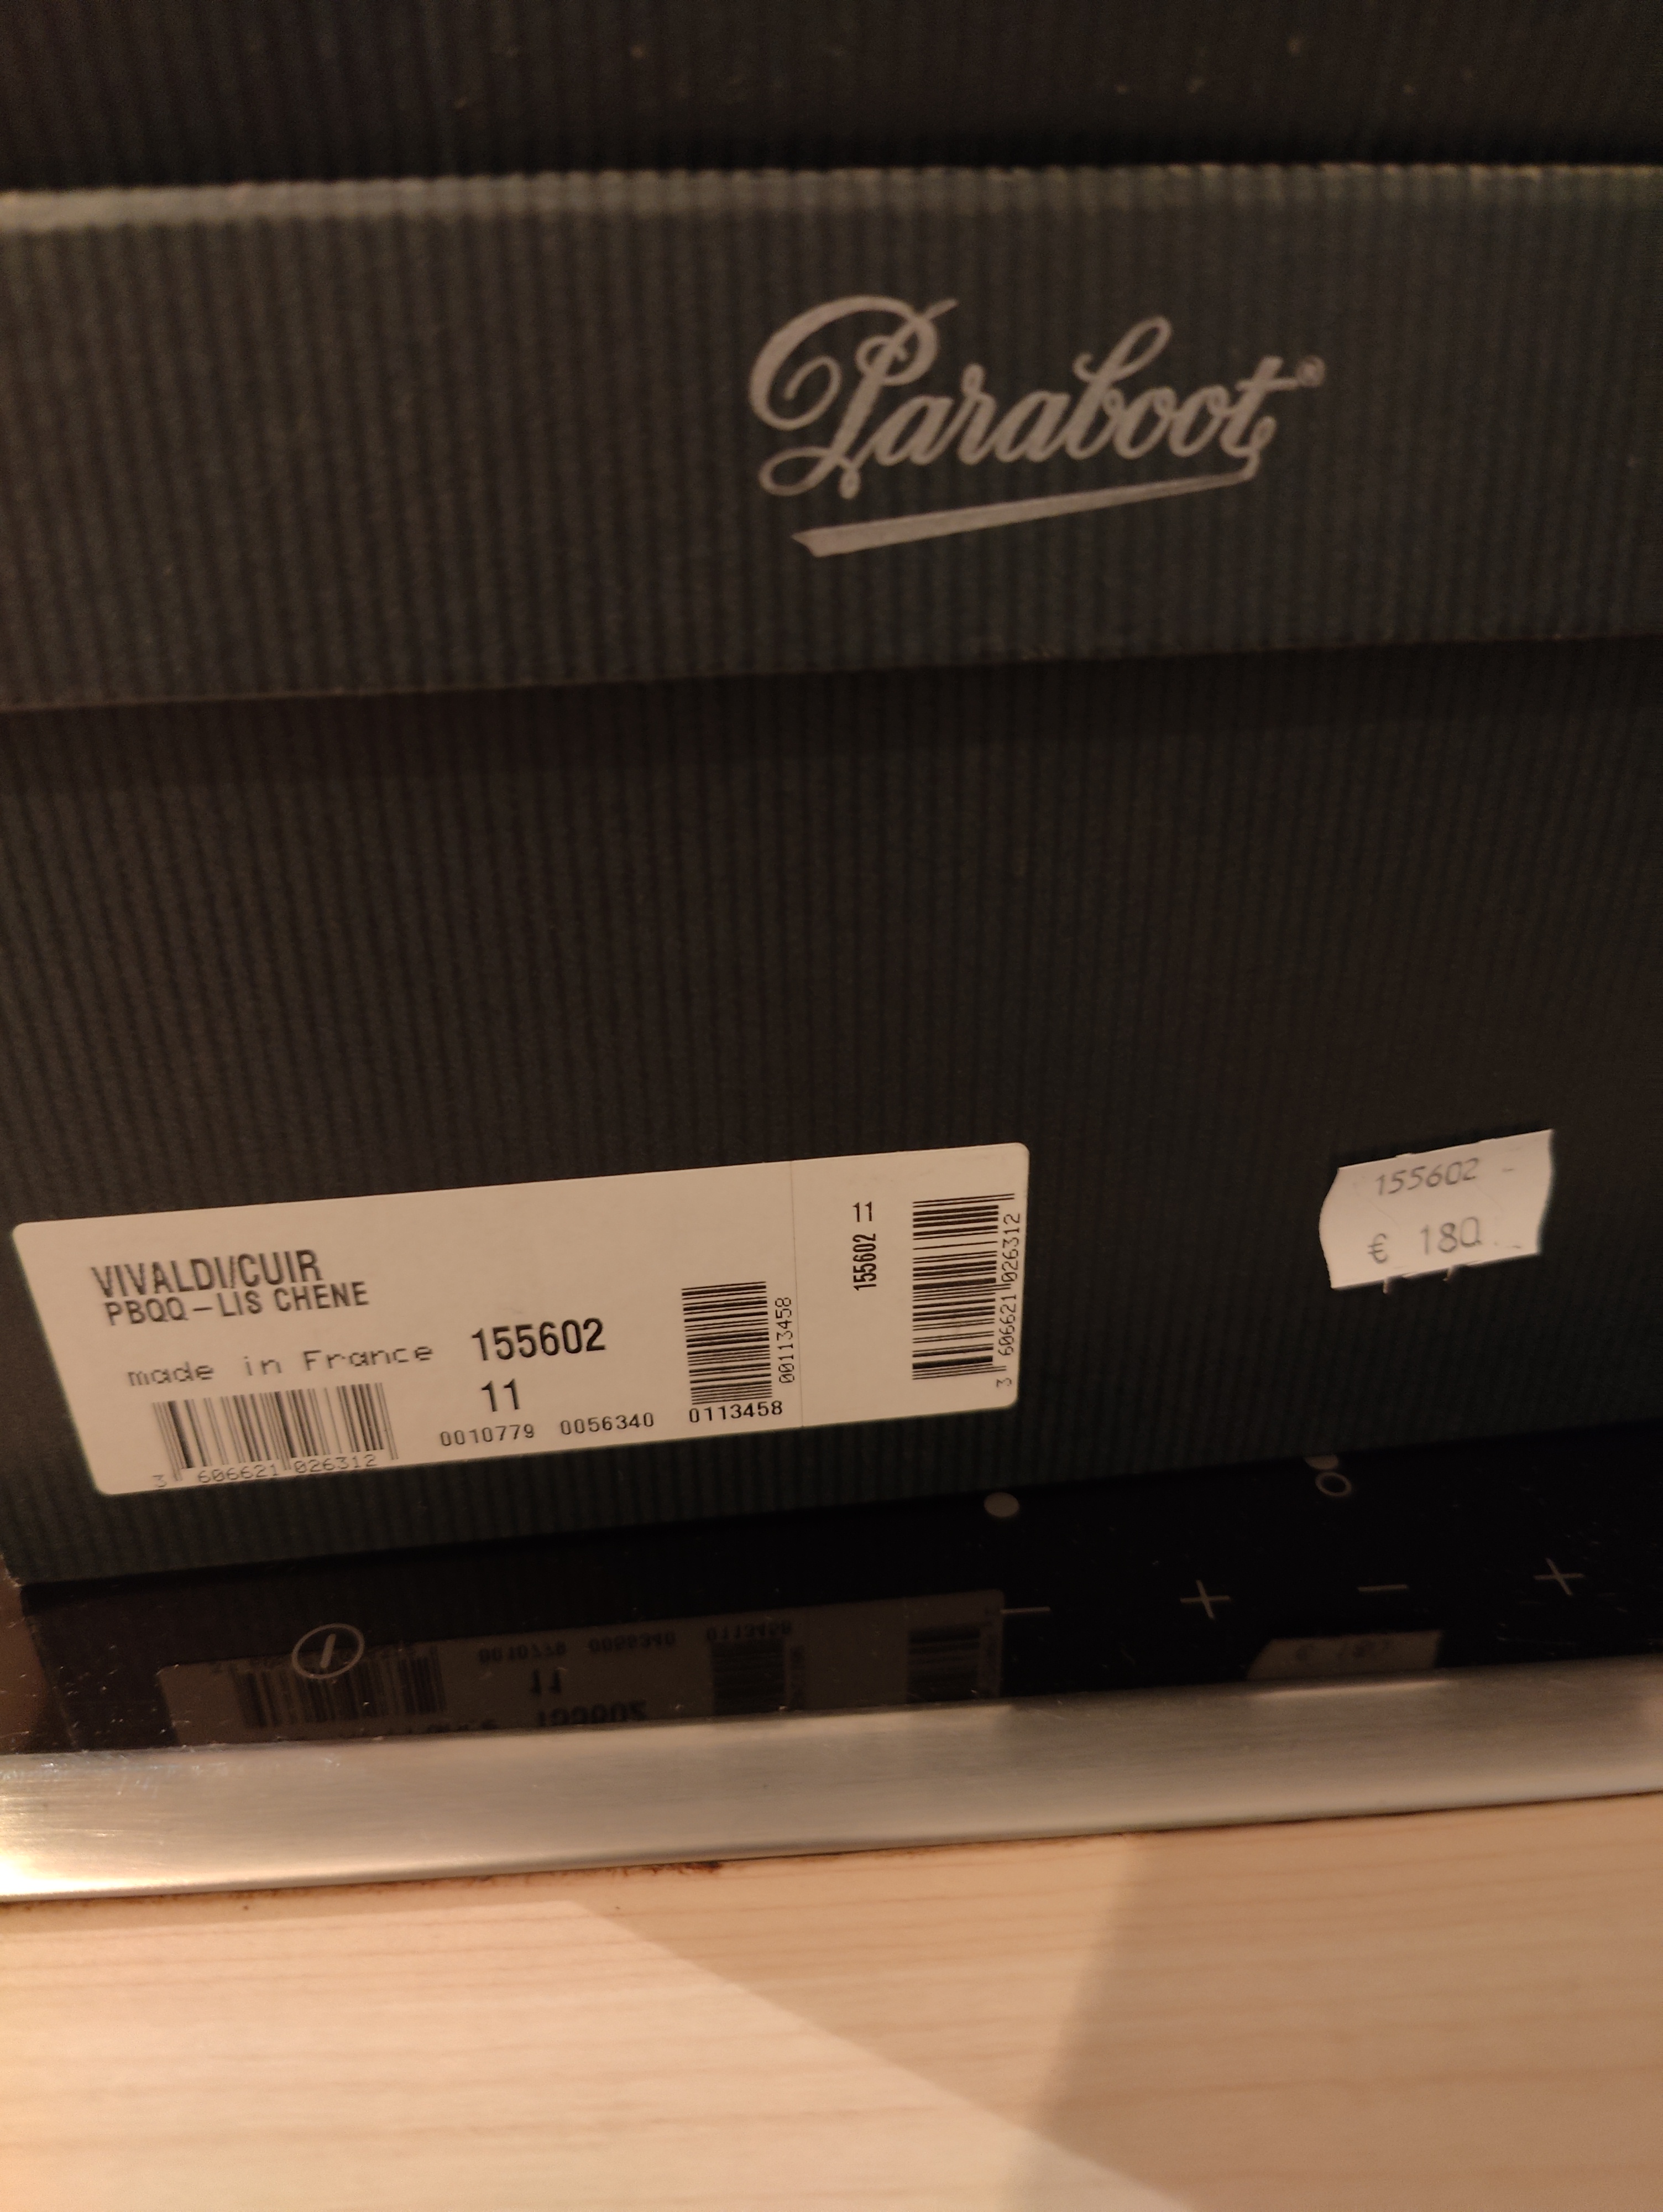 Paraboot®
VIVALDI/CUIR
PBQQ-LIS CHENE
made in France 155602
11
3 606621 026312
0010779 0056340 0113458
00113458
155602 11
3 606621 026312
155602 -
€ 180